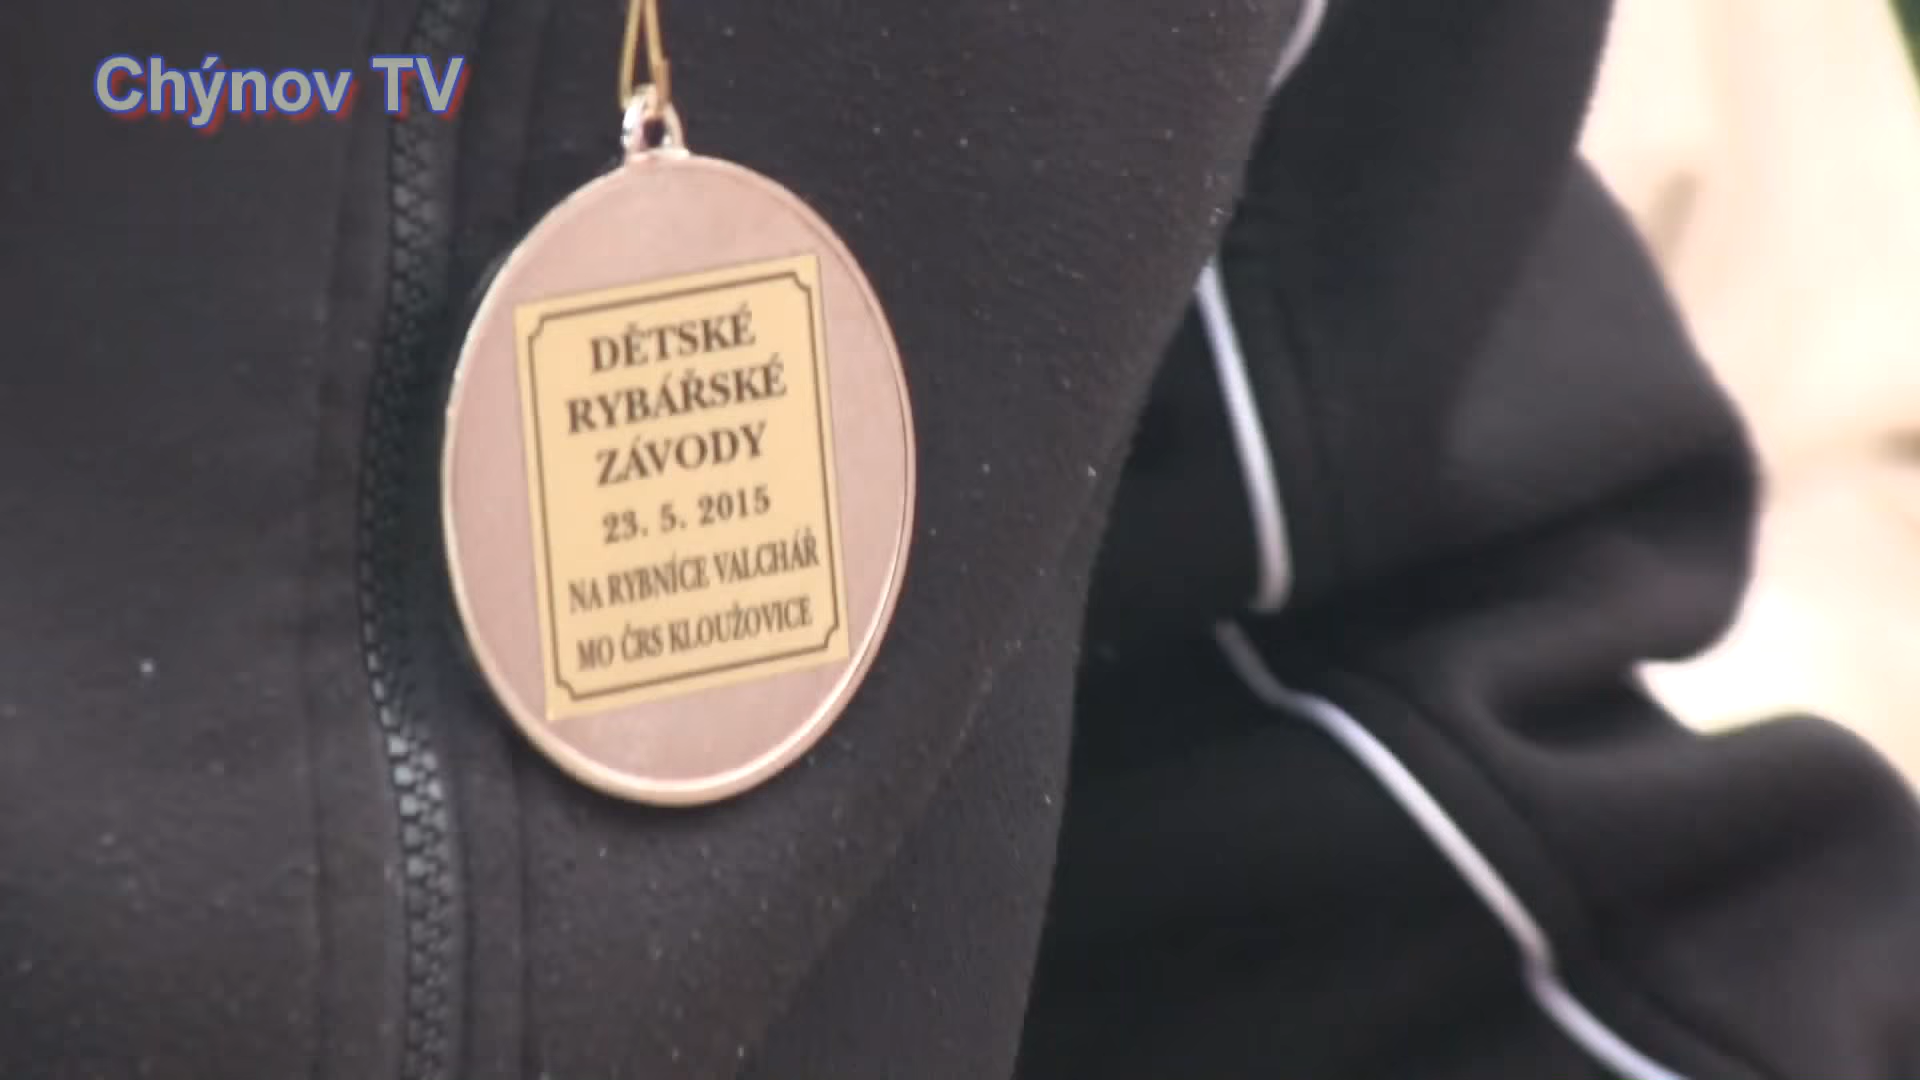 Chýnov TV
DĚTSKÉ
RYBÁŘSKÉ
ZÁVODY
23. 5. 2015
NA RYBNÍCE VALCHÁŘ
MO ČRS KLOUŽOVICE